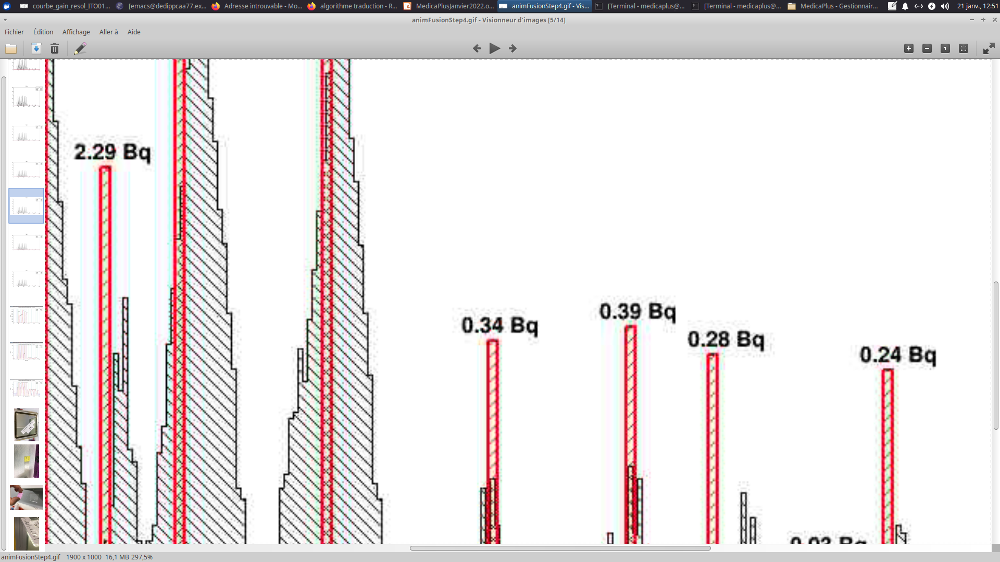 courbe_gain_resol_ITO01... [emacs@dedippcaa77.ex... Adresse introuvable - Mo... algorithme traduction - R... MedicaPlusJanvier2022.o... animFusionStep4.gif - Vis... [Terminal - medicaplus@... [Terminal - medicaplus@... MedicaPlus - Gestionnair... 21 janv., 12:51
animFusionStep4.gif - Visionneur d'images [5/14]
Fichier Édition Affichage Aller à Aide
2.29 Bq
0.39 Bq
0.34 Bq
0.28 Bq
0.24 Bq
animFusionStep4.gif 1900 x 1000 16,1 MB 297,5%